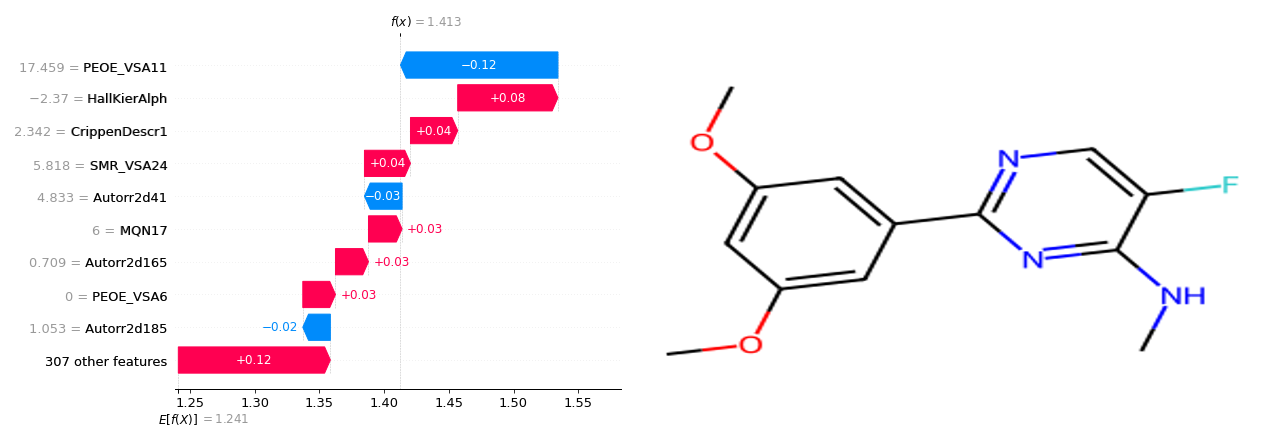 f(x) = 1.413
17.459 = PEOE_VSA11
−0.12
−2.37 = HallKierAlph
+0.08
2.342 = CrippenDescr1
+0.04
5.818 = SMR_VSA24
+0.04
4.833 = Autorr2d41
−0.03
6 = MQN17
+0.03
0.709 = Autorr2d165
+0.03
0 = PEOE_VSA6
+0.03
1.053 = Autorr2d185
−0.02
307 other features
+0.12
1.25 1.30 1.35 1.40 1.45 1.50 1.55
E[f(X)] = 1.241
O
N
F
N
NH
O